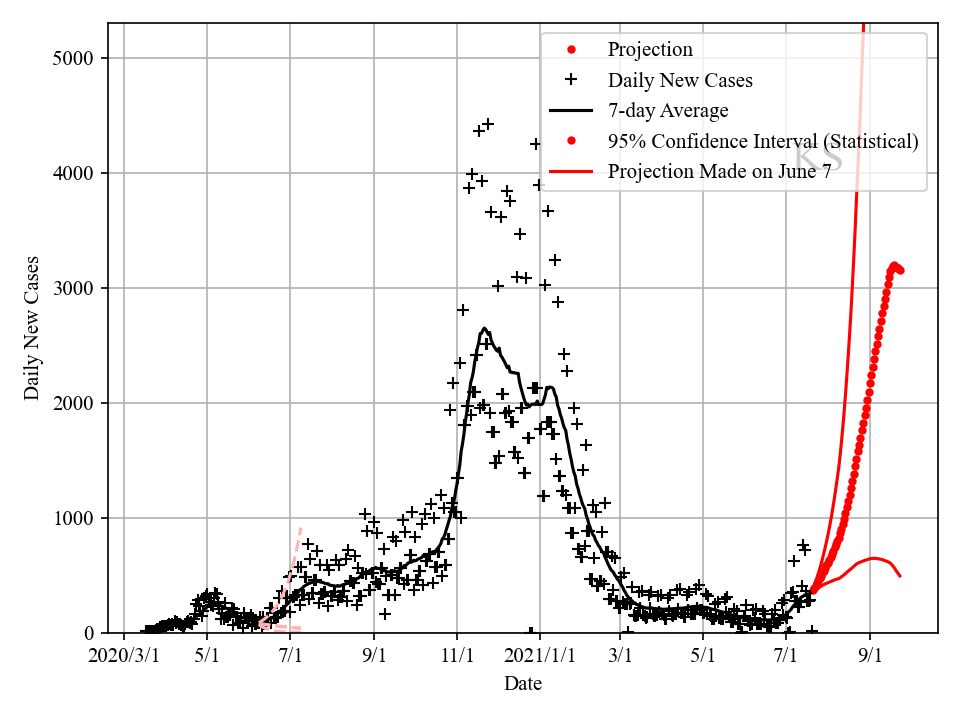 5000
4000
3000
2000
1000
0
Daily New Cases
Projection
Daily New Cases
7-day Average
95% Confidence Interval (Statistical)
KS
Projection Made on June 7
2020/3/1 5/1 7/1 9/1 11/1 2021/1/1 3/1 5/1 7/1 9/1
Date